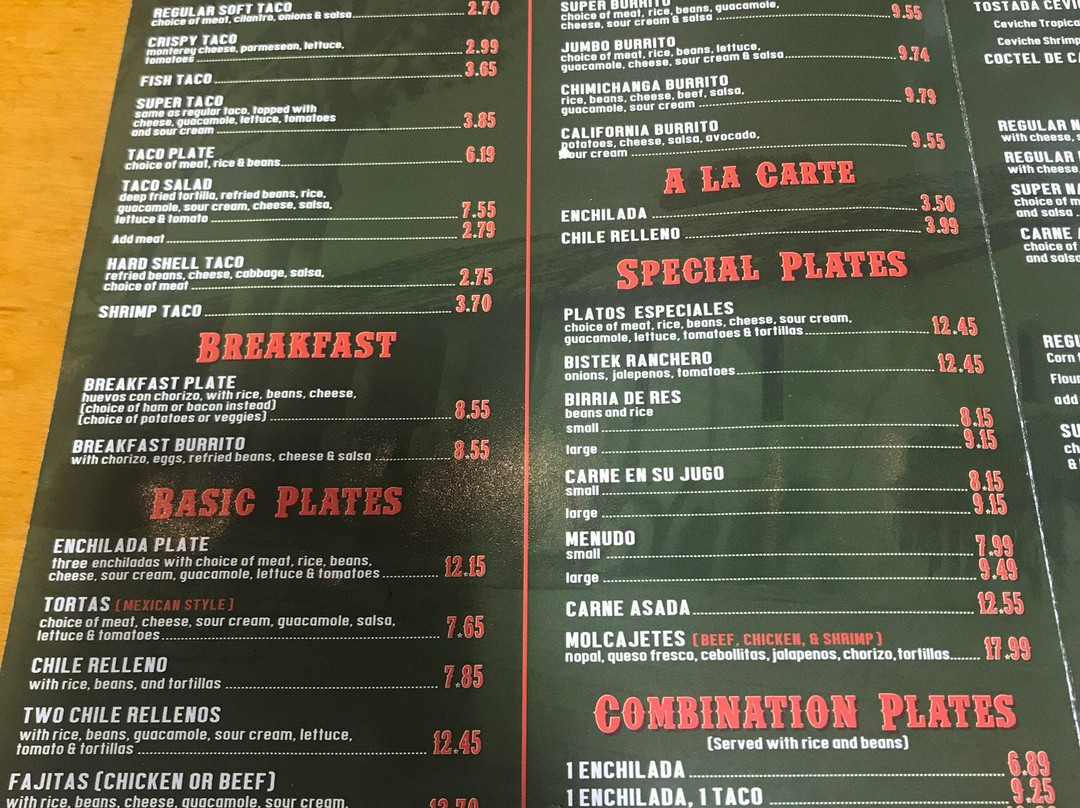 REGULAR SOFT TACO
choice of meat, cilantro, onions & salsa 2.70
CRISPY TACO
monterey cheese, parmesean, lettuce,
tomatoes 2.99
FISH TACO 3.65
SUPER TACO
same as regular taco, topped with
cheese, guacamole, lettuce, tomatoes
and sour cream 3.85
TACO PLATE
choice of meat, rice & beans 6.19
TACO SALAD
deep fried tortilla, refried beans, rice,
guacamole, sour cream, cheese, salsa,
lettuce & tomato 7.55
Add meat 2.79
HARD SHELL TACO
refried beans, cheese, cabbage, salsa,
choice of meat 2.75
SHRIMP TACO 3.70
BREAKFAST
BREAKFAST PLATE
huevos con chorizo, with rice, beans, cheese,
(choice of ham or bacon instead)
(choice of potatoes or veggies) 8.55
BREAKFAST BURRITO
with chorizo, eggs, refried beans, cheese & salsa 8.55
BASIC PLATES
ENCHILADA PLATE
three enchiladas with choice of meat, rice, beans,
cheese, sour cream, guacamole, lettuce & tomatoes 12.15
TORTAS (MEXICAN STYLE)
choice of meat, cheese, sour cream, guacamole, salsa,
lettuce & tomatoes 7.65
CHILE RELLENO
with rice, beans, and tortillas 7.85
TWO CHILE RELLENOS
with rice, beans, guacamole, sour cream, lettuce,
tomato & tortillas 12.45
FAJITAS (CHICKEN OR BEEF)
with rice, beans, cheese, guacamole, sour cream,
SUPER BURRITO
choice of meat, rice, beans, guacamole,
cheese, sour cream & salsa 9.55
JUMBO BURRITO
choice of meat, rice, beans, lettuce,
guacamole, cheese, sour cream & salsa 9.74
CHIMICHANGA BURRITO
rice, beans, cheese, beef, salsa,
guacamole, sour cream 9.79
CALIFORNIA BURRITO
potatoes, cheese, salsa, avocado,
sour cream 9.55
A LA CARTE
ENCHILADA 3.50
CHILE RELLENO 3.99
SPECIAL PLATES
PLATOS ESPECIALES
choice of meat, rice, beans, cheese, sour cream,
guacamole, lettuce, tomatoes & tortillas 12.45
BISTEK RANCHERO
onions, jalepenos, tomatoes 12.45
BIRRIA DE RES
beans and rice
small 8.15
large 9.15
CARNE EN SU JUGO
small 8.15
large 9.15
MENUDO
small 7.99
large 9.49
CARNE ASADA 12.55
MOLCAJETES (BEEF, CHICKEN, & SHRIMP)
nopal, queso fresco, cebollitas, jalapenos, chorizo, tortillas 17.99
COMBINATION PLATES
(Served with rice and beans)
1 ENCHILADA 6.89
1 ENCHILADA, 1 TACO 9.25
TOSTADA
Ceviche Tropica
Ceviche Shrimp
COCTEL DE
REGULAR
with cheese,
REGULAR
with cheese,
SUPER
choice of
and salsa
CARNE
choice of
and salsa
REGU
Corn
Flour
add
SU
ch
&